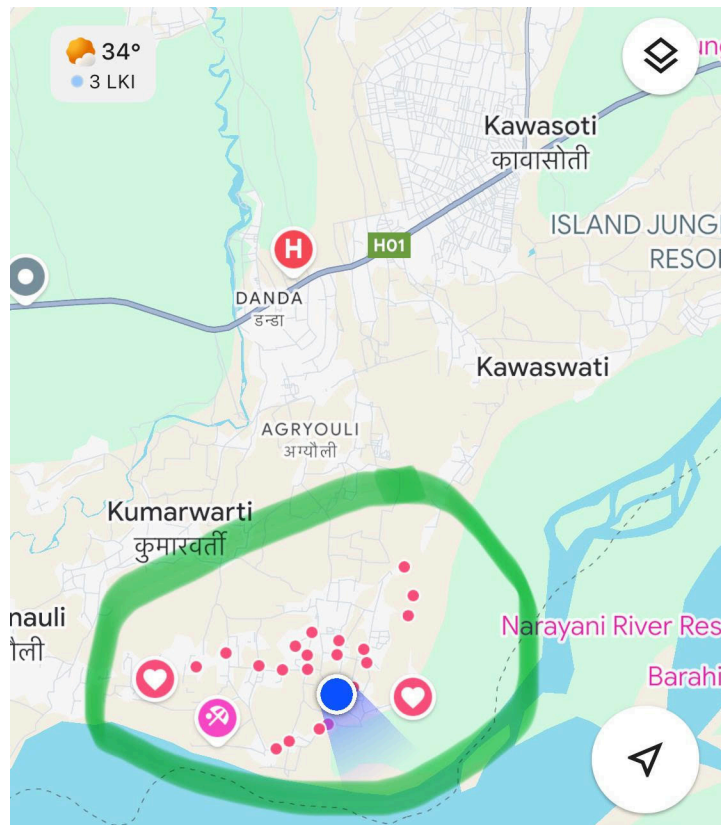 34°
3 LKI
Kawasoti
कावासोती
H
H01
ISLAND JUNG
RESO
DANDA
डन्डा
Kawaswati
AGRYOULI
अग्यौली
Kumarwarti
कुमारवर्ती
nauli
ौली
Narayani River Res
Barahi